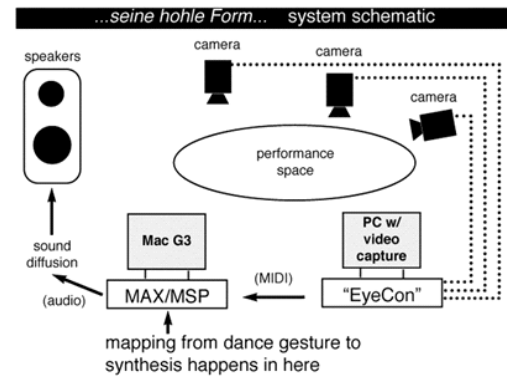 ...seine hohle Form... system schematic
speakers
camera
camera
camera
performance
space
Mac G3
PC w/
video
capture
sound
diffusion
(audio)
MAX/MSP
(MIDI)
“EyeCon”
mapping from dance gesture to
synthesis happens in here